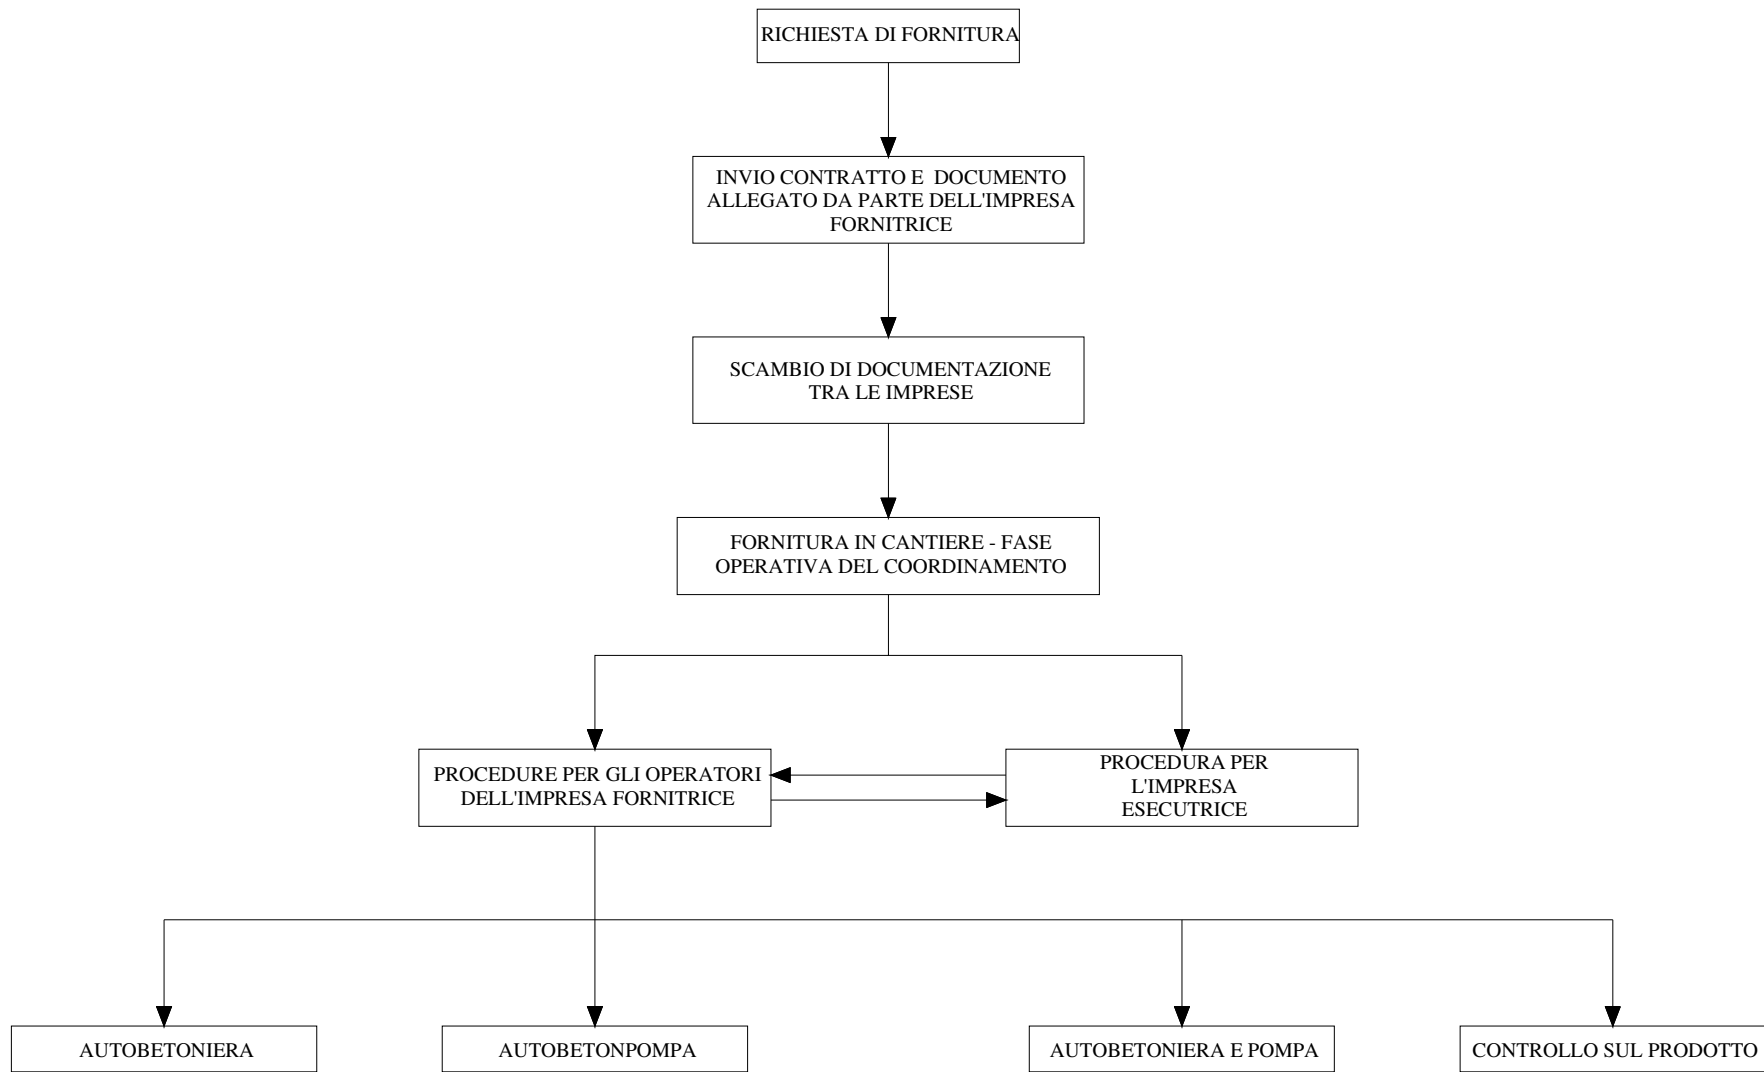 RICHIESTA DI FORNITURA
INVIO CONTRATTO E  DOCUMENTO
ALLEGATO DA PARTE DELL'IMPRESA
FORNITRICE
SCAMBIO DI DOCUMENTAZIONE
TRA LE IMPRESE
FORNITURA IN CANTIERE - FASE
OPERATIVA DEL COORDINAMENTO
PROCEDURE PER GLI OPERATORI
DELL'IMPRESA FORNITRICE
PROCEDURA PER
L'IMPRESA
ESECUTRICE
AUTOBETONIERA
AUTOBETONPOMPA
AUTOBETONIERA E POMPA
CONTROLLO SUL PRODOTTO